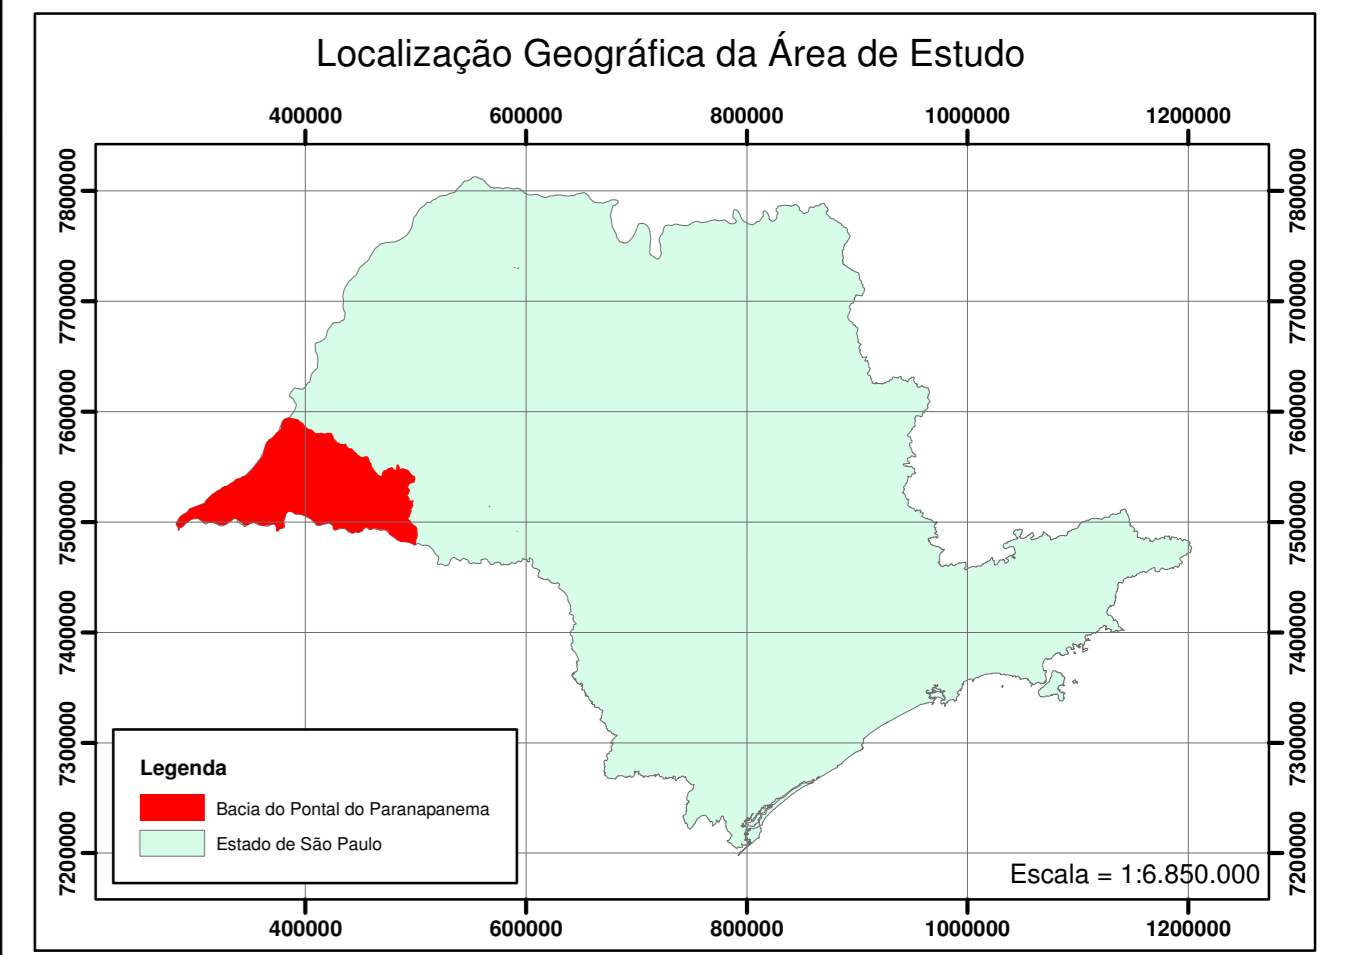 Localização Geográfica da Área de Estudo
400000 600000 800000 1000000 1200000
7800000 7800000
7700000 7700000
7600000 7600000
7500000 7500000
7400000 7400000
7300000 7300000
7200000 7200000
Legenda
Bacia do Pontal do Paranapanema
Estado de São Paulo
Escala = 1:6.850.000
400000 600000 800000 1000000 1200000